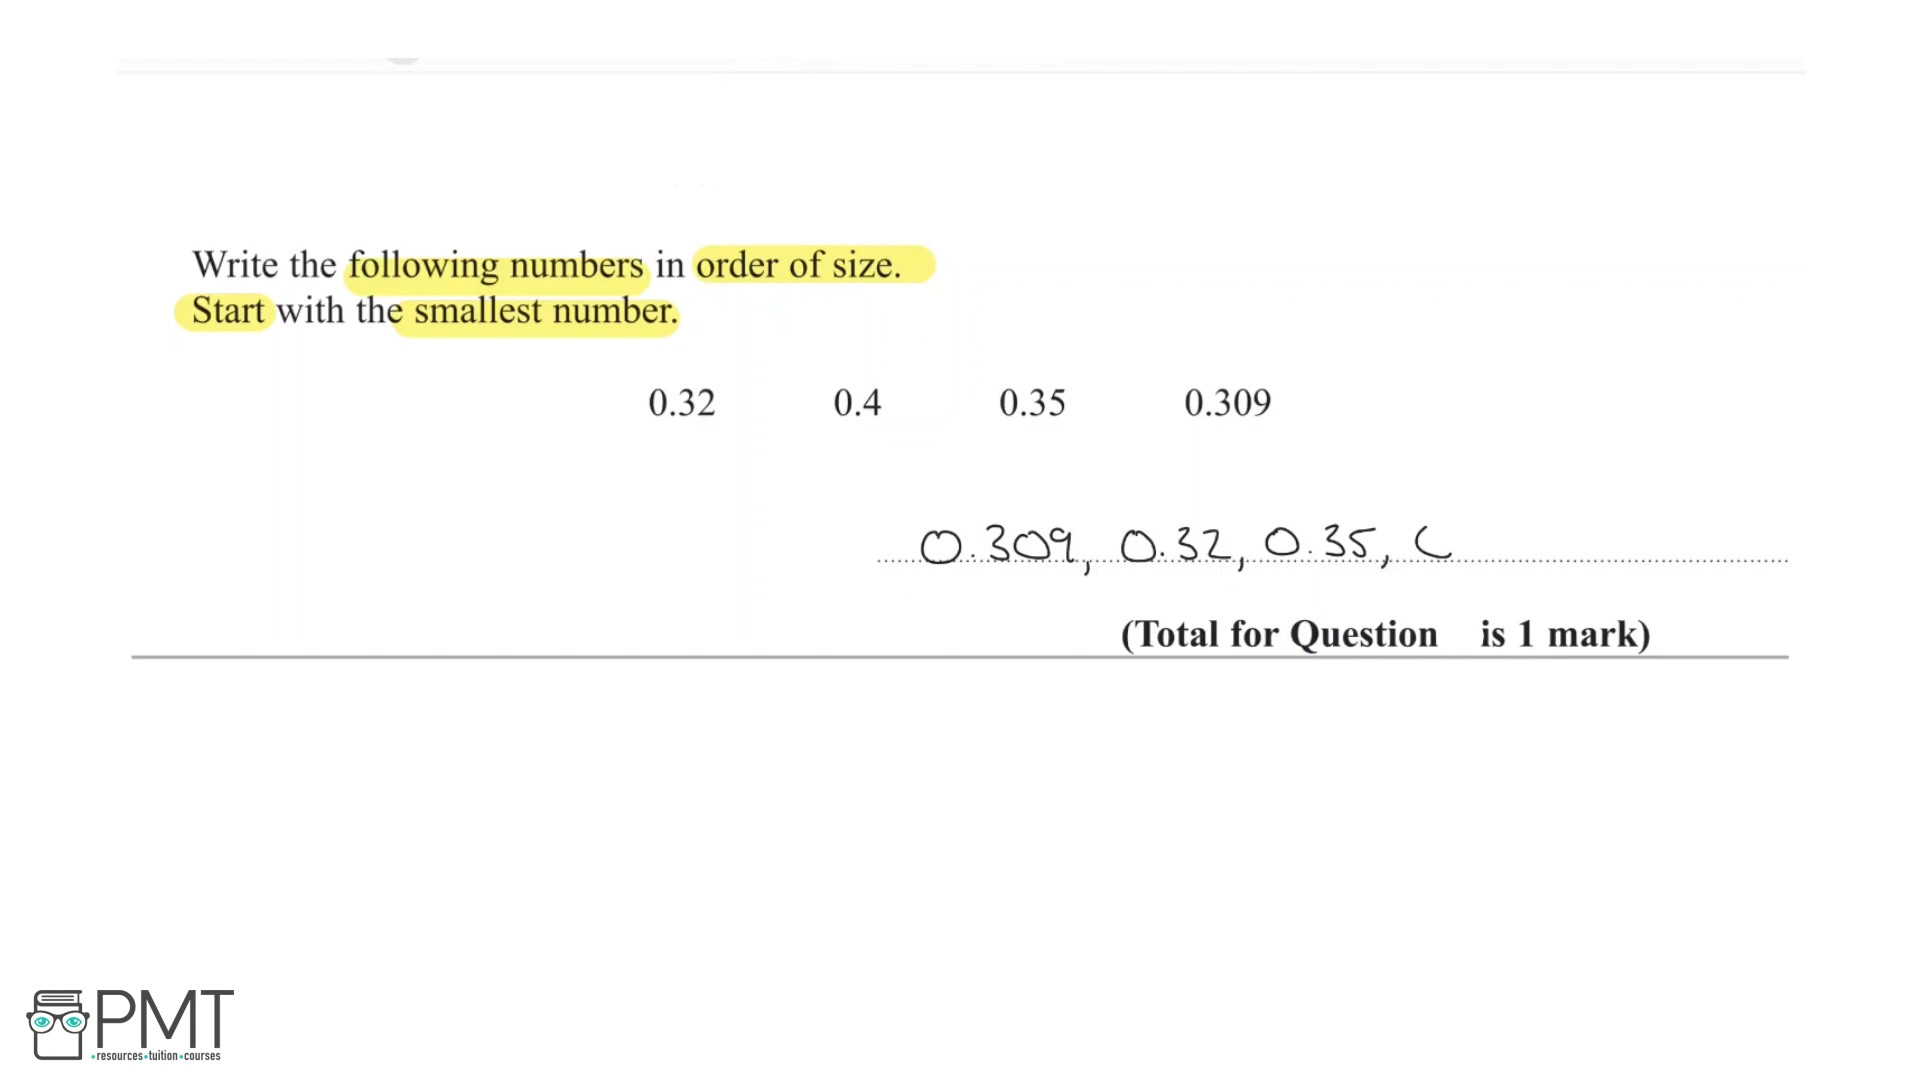 Write the following numbers in order of size.
Start with the smallest number.
0.32 0.4 0.35 0.309
0.309, 0.32, 0.35,
(Total for Question is 1 mark)
PMT
•resources•tuition•courses